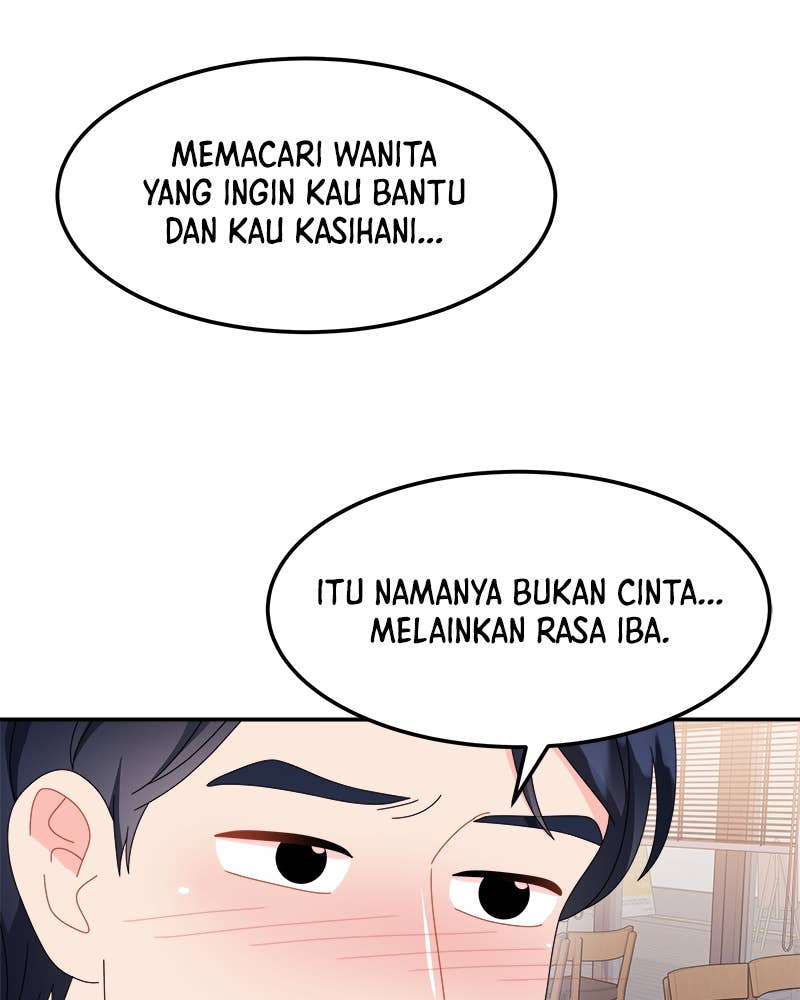 MEMACARI WANITA
YANG INGIN KAU BANTU
DAN KAU KASIHANI...
ITU NAMANYA BUKAN CINTA...
MELAINKAN RASA IBA.